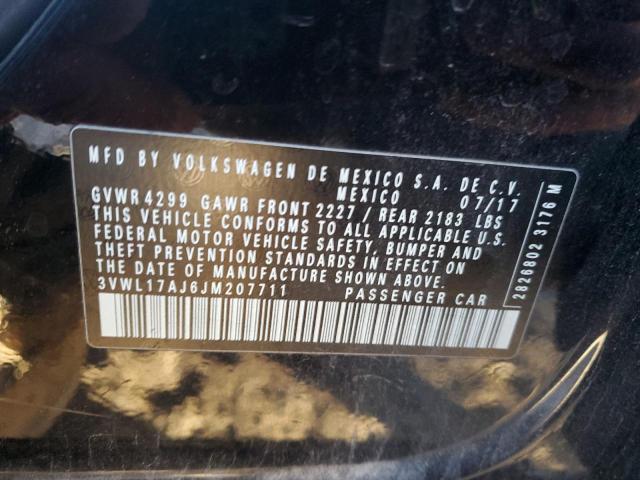 MFD BY VOLKSWAGEN DE MEXICO S.A. DE C.V.
MEXICO 07/17
GVWR 4299 GAWR FRONT 2227 / REAR 2183 LBS
THIS VEHICLE CONFORMS TO ALL APPLICABLE U.S.
FEDERAL MOTOR VEHICLE SAFETY, BUMPER AND
THEFT PREVENTION STANDARDS IN EFFECT ON
THE DATE OF MANUFACTURE SHOWN ABOVE.
3VWL17AJ6JM207711 PASSENGER CAR
2826802 3176 M